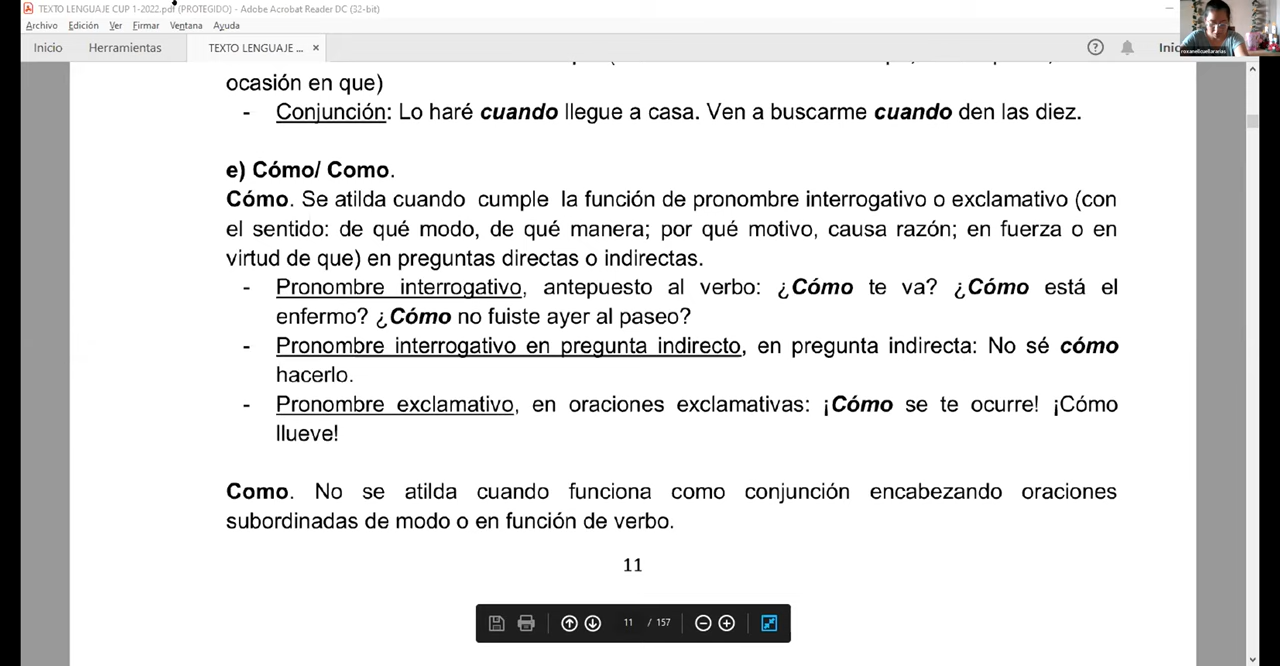 TEXTO LENGUAJE CUP 1-2022.pdf (PROTEGIDO) - Adobe Acrobat Reader DC (32-bit)
Archivo Edición Ver Firmar Ventana Ayuda
Inicio Herramientas TEXTO LENGUAJE ... ×
ocasión en que)
- Conjunción: Lo haré cuando llegue a casa. Ven a buscarme cuando den las diez.
e) Cómo/ Como.
Cómo. Se atilda cuando cumple la función de pronombre interrogativo o exclamativo (con
el sentido: de qué modo, de qué manera; por qué motivo, causa razón; en fuerza o en
virtud de que) en preguntas directas o indirectas.
- Pronombre interrogativo, antepuesto al verbo: ¿Cómo te va? ¿Cómo está el
enfermo? ¿Cómo no fuiste ayer al paseo?
- Pronombre interrogativo en pregunta indirecto, en pregunta indirecta: No sé cómo
hacerlo.
- Pronombre exclamativo, en oraciones exclamativas: ¡Cómo se te ocurre! ¡Cómo
llueve!
Como. No se atilda cuando funciona como conjunción encabezando oraciones
subordinadas de modo o en función de verbo.
11
11 / 157